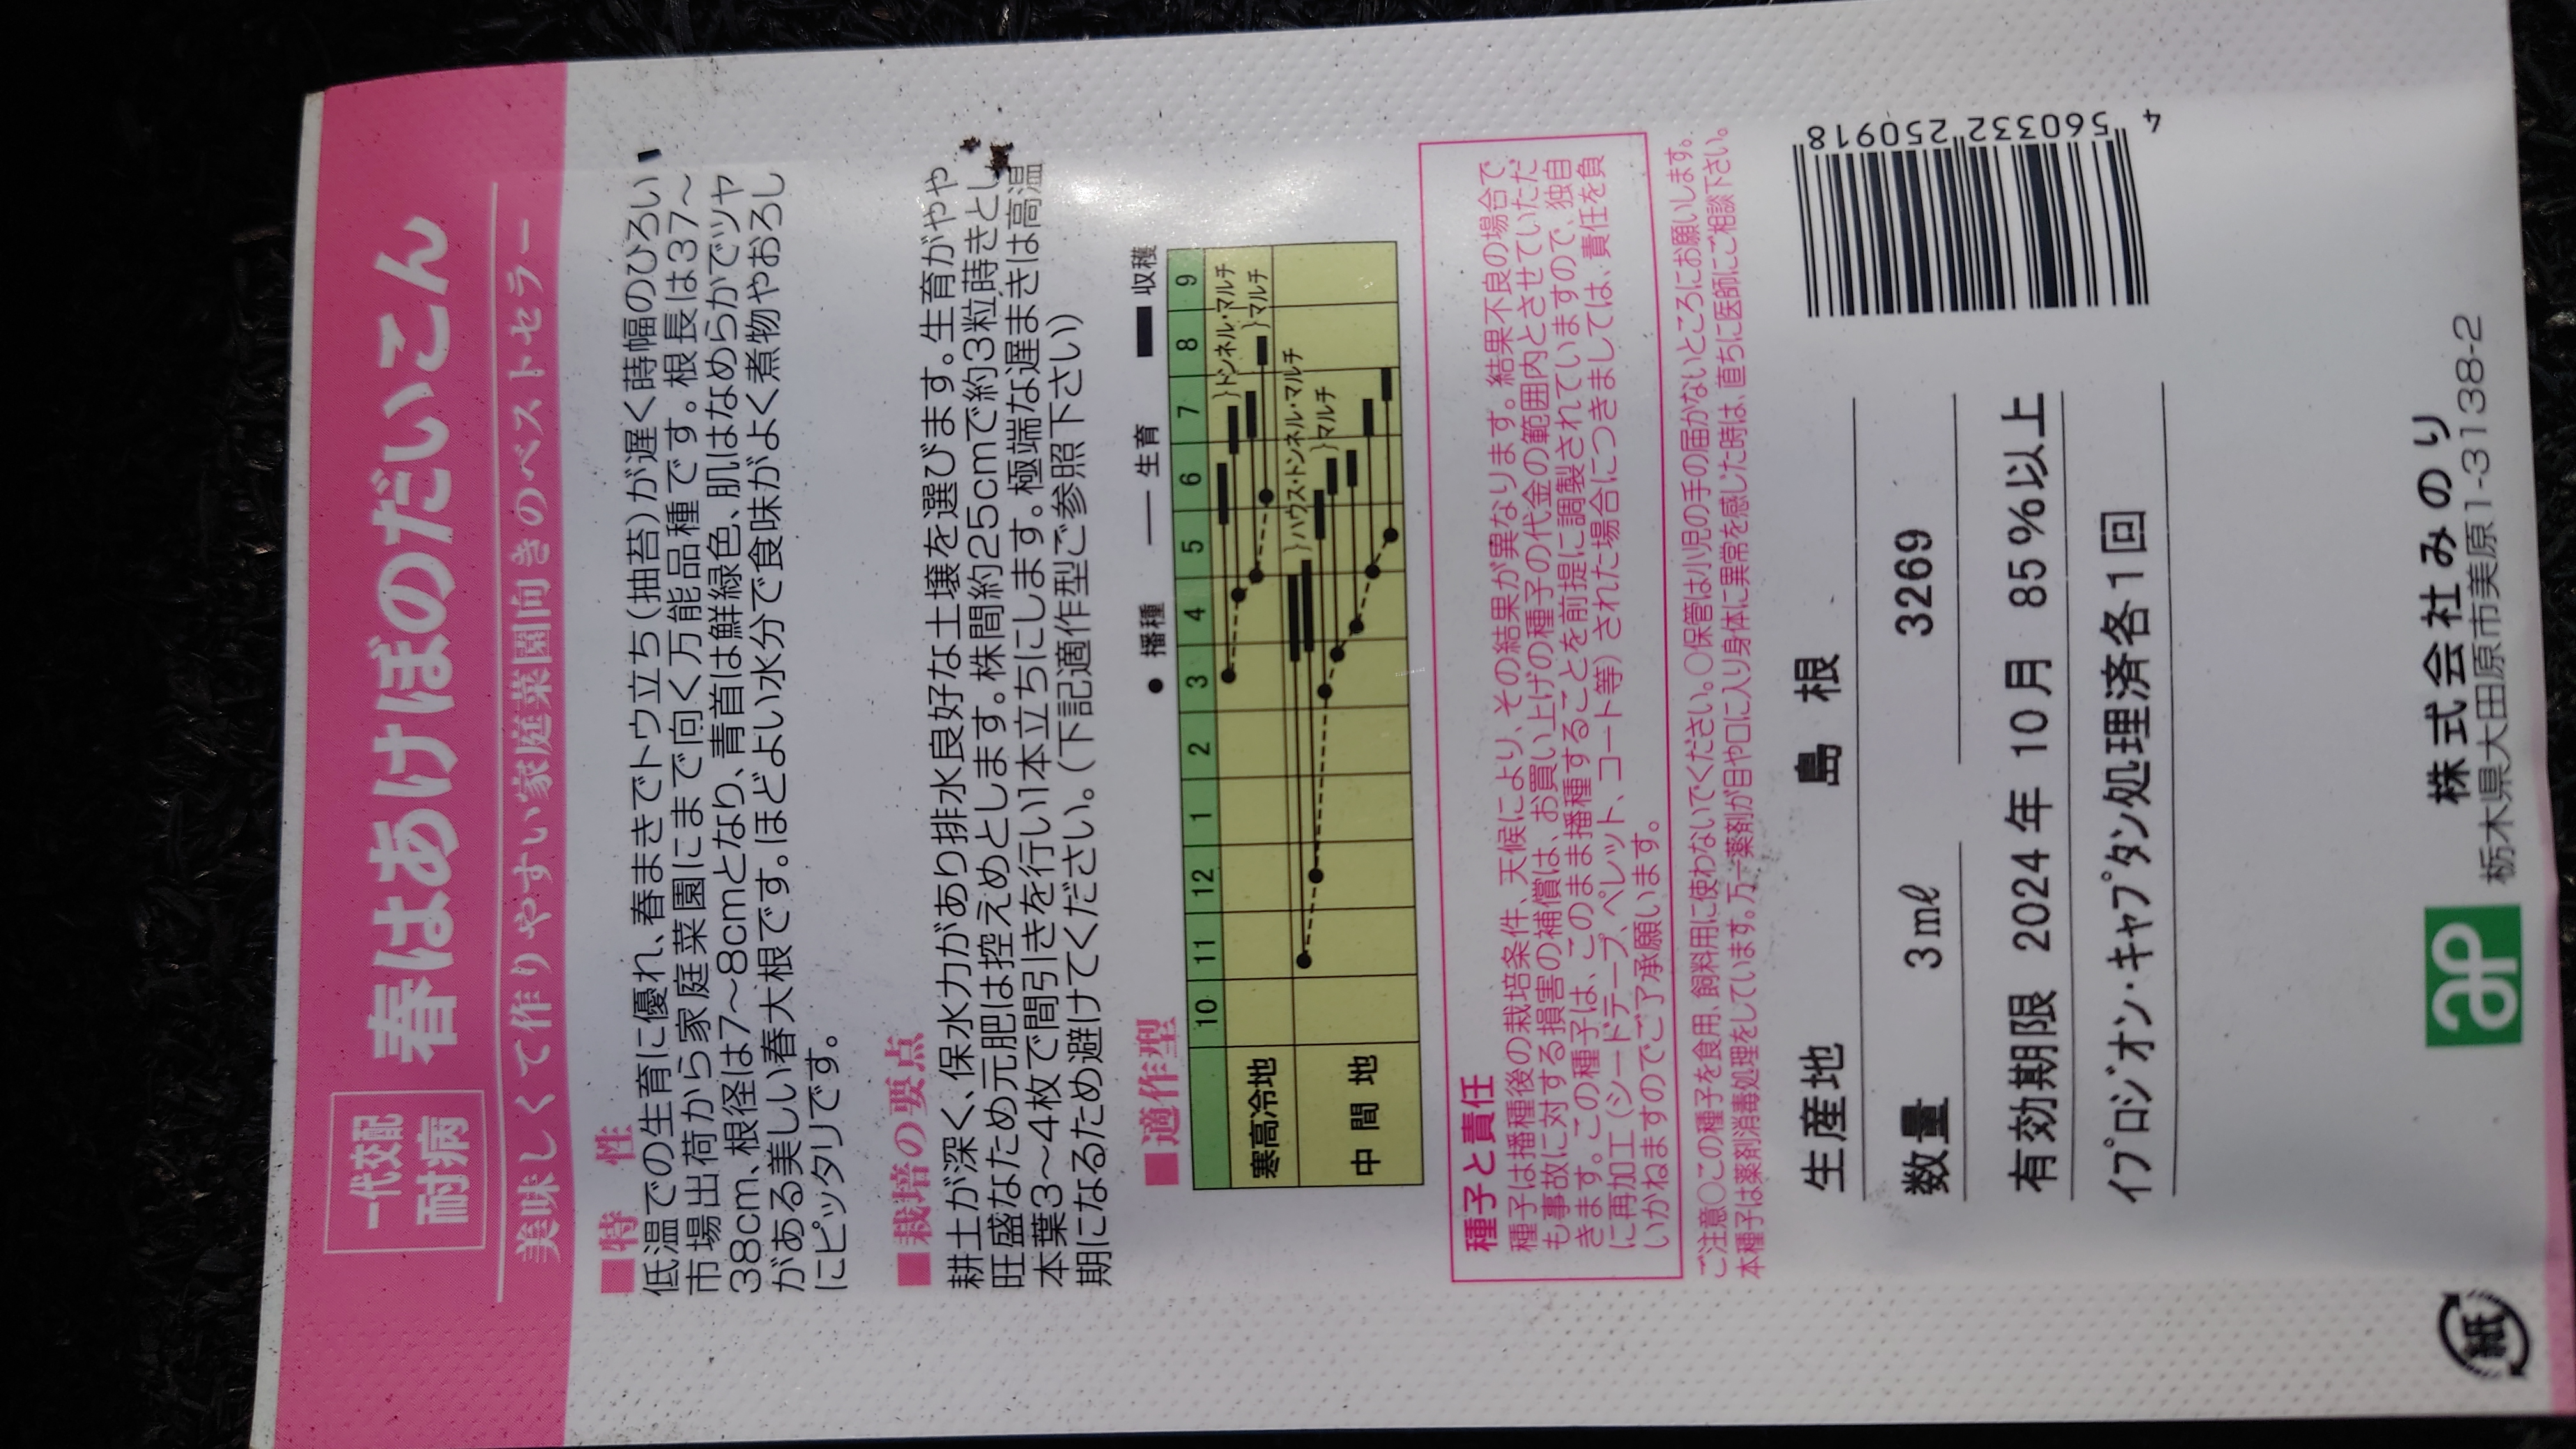 一代交配
耐病
春はあけぼのだいこん
美味しくて作りやすい家庭菜園向きのベストセラー
■特 性
低温での生育に優れ、春まきでトウ立ち(抽苔)が遅く蒔幅のひろい
市場出荷から家庭菜園にまで向く万能品種です。根長は37〜
38cm、根径は7〜8cmとなり、青首は鮮緑色、肌はなめらかでツヤ
がある美しい春大根です。ほどよい水分で食味がよく煮物やおろし
にピッタリです。
■栽培の要点
耕土が深く、保水力があり排水良好な土壌を選びます。生育がやや
旺盛なため元肥は控えめとします。株間約25cmで約3粒蒔きとし
本葉3〜4枚で間引きを行い1本立ちにします。極端な遅まきは高温
期になるため避けてください。(下記適作型ご参照下さい)
■適作型
●播種 ―生育 ■収穫
10 11 12 1 2 3 4 5 6 7 8 9
寒高冷地
}トンネル・マルチ
}マルチ
中間地
}ハウス・トンネル・マルチ
}マルチ
種子と責任
種子は播種後の栽培条件、天候により、その結果が異なります。結果不良の場合で
も事故に対する損害の補償は、お買い上げの種子の代金の範囲内とさせていただ
きます。この種子は、このまま播種することを前提に調製されていますので、独自
に再加工(シードテープ、ペレット、コート等)された場合につきましては、責任を負
いかねますのでご了承願います。
ご注意○この種子を食用、飼料用に使わないでください。○保管は小児の手の届かないところにお願いします。
本種子は薬剤消毒処理をしています。万一薬剤が目や口に入り身体に異常を感じた時は、直ちに医師にご相談下さい。
生産地 島 根
数量 3㎖ 3269
有効期限 2024年 10月 85%以上
イプロジオン・キャプタン処理済各1回
4 560332 250918
株式会社みのり
栃木県大田原市美原1-3138-2
紙